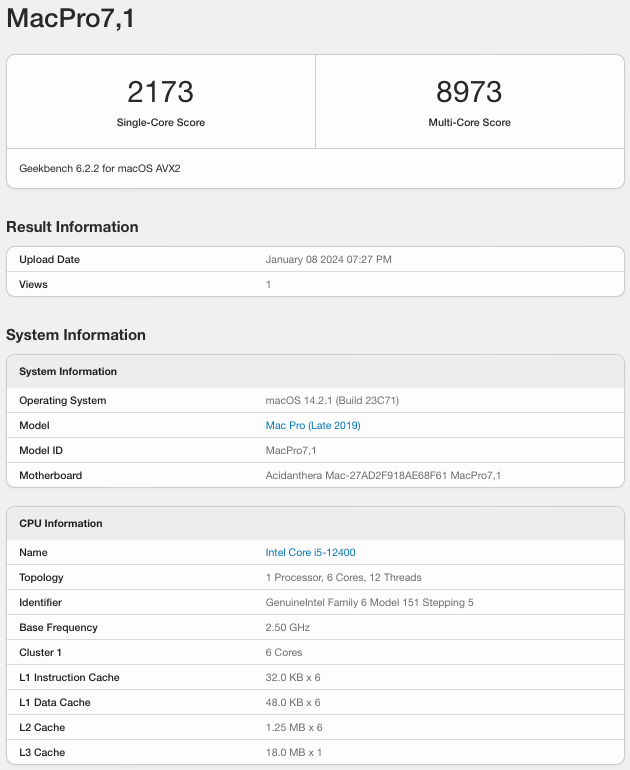 MacPro7,1
2173
Single-Core Score
8973
Multi-Core Score
Geekbench 6.2.2 for macOS AVX2
Result Information
Upload Date January 08 2024 07:27 PM
Views 1
System Information
System Information
Operating System macOS 14.2.1 (Build 23C71)
Model Mac Pro (Late 2019)
Model ID MacPro7,1
Motherboard Acidanthera Mac-27AD2F918AE68F61 MacPro7,1
CPU Information
Name Intel Core i5-12400
Topology 1 Processor, 6 Cores, 12 Threads
Identifier GenuineIntel Family 6 Model 151 Stepping 5
Base Frequency 2.50 GHz
Cluster 1 6 Cores
L1 Instruction Cache 32.0 KB x 6
L1 Data Cache 48.0 KB x 6
L2 Cache 1.25 MB x 6
L3 Cache 18.0 MB x 1